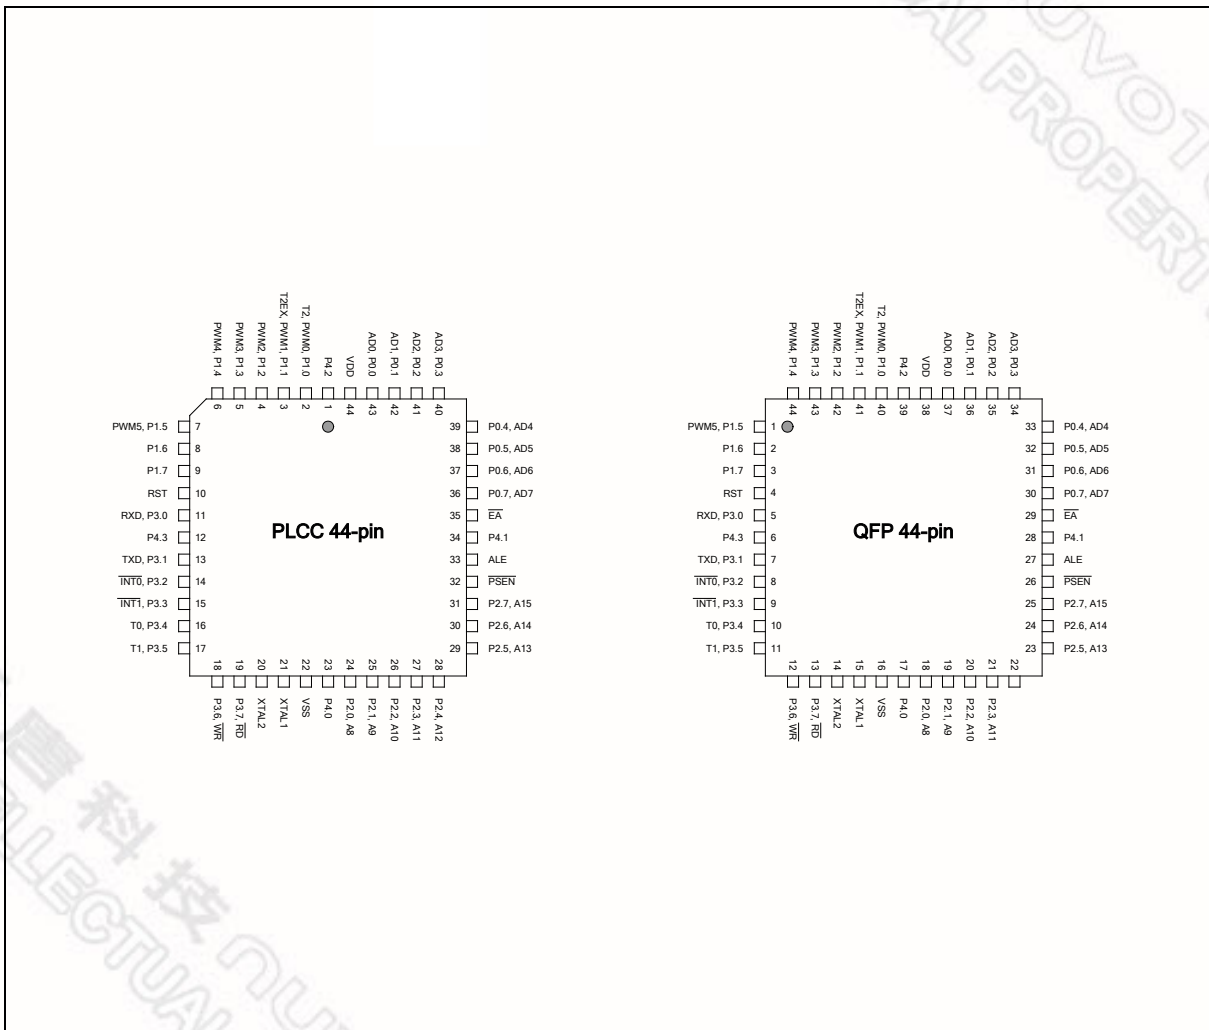 NUVOTO
AL PROPERTY
T2EX, PWM1, P1.1
T2, PWM0, P1.0
PWM4, P1.4
PWM3, P1.3
PWM2, P1.2
P4.2
VDD
AD0, P0.0
AD1, P0.1
AD2, P0.2
AD3, P0.3
6 5 4 3 2 1 44 43 42 41 40
PWM5, P1.5 7
P1.6 8
P1.7 9
RST 10
RXD, P3.0 11
P4.3 12
TXD, P3.1 13
INT0, P3.2 14
INT1, P3.3 15
T0, P3.4 16
T1, P3.5 17
PLCC 44-pin
39 P0.4, AD4
38 P0.5, AD5
37 P0.6, AD6
36 P0.7, AD7
35 EA
34 P4.1
33 ALE
32 PSEN
31 P2.7, A15
30 P2.6, A14
29 P2.5, A13
18 19 20 21 22 23 24 25 26 27 28
P3.6, WR
P3.7, RD
XTAL2
XTAL1
VSS
P4.0
P2.0, A8
P2.1, A9
P2.2, A10
P2.3, A11
P2.4, A12
T2EX, PWM1, P1.1
T2, PWM0, P1.0
PWM4, P1.4
PWM3, P1.3
PWM2, P1.2
P4.2
VDD
AD0, P0.0
AD1, P0.1
AD2, P0.2
AD3, P0.3
44 43 42 41 40 39 38 37 36 35 34
PWM5, P1.5 1
P1.6 2
P1.7 3
RST 4
RXD, P3.0 5
P4.3 6
TXD, P3.1 7
INT0, P3.2 8
INT1, P3.3 9
T0, P3.4 10
T1, P3.5 11
QFP 44-pin
33 P0.4, AD4
32 P0.5, AD5
31 P0.6, AD6
30 P0.7, AD7
29 EA
28 P4.1
27 ALE
26 PSEN
25 P2.7, A15
24 P2.6, A14
23 P2.5, A13
12 13 14 15 16 17 18 19 20 21 22
P3.6, WR
P3.7, RD
XTAL2
XTAL1
VSS
P4.0
P2.0, A8
P2.1, A9
P2.2, A10
P2.3, A11
唐科技 nuv
LLECTUAL